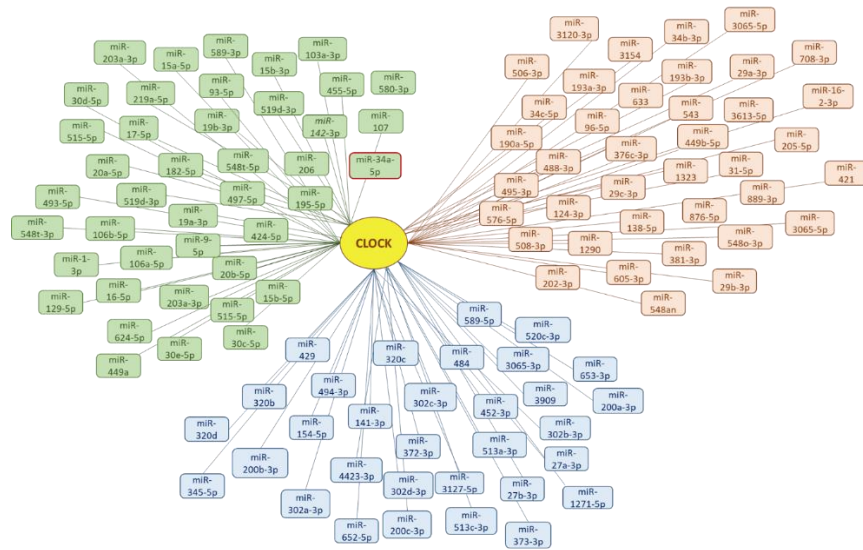 miR-
203a-3p
miR-
15a-5p
miR-
589-3p
miR-
15b-3p
miR-
103a-3p
miR-
30d-5p
miR-
219a-5p
miR-
93-5p
miR-
519d-3p
miR-
455-5p
miR-
580-3p
miR-
515-5p
miR-
17-5p
miR-
19b-3p
miR-
142-3p
miR-
107
miR-
20a-5p
miR-
182-5p
miR-
548t-5p
miR-
206
miR-34a-
5p
miR-
493-5p
miR-
519d-3p
miR-
497-5p
miR-
195-5p
miR-
548t-3p
miR-
106b-5p
miR-
19a-3p
miR-9-
5p
miR-
424-5p
miR-1-
3p
miR-
106a-5p
miR-
20b-5p
miR-
129-5p
miR-
16-5p
miR-
203a-3p
miR-
15b-5p
miR-
624-5p
miR-
515-5p
miR-
449a
miR-
30e-5p
miR-
30c-5p
CLOCK
miR-
3120-3p
miR-
3154
miR-
34b-3p
miR-
3065-5p
miR-
506-3p
miR-
193a-3p
miR-
193b-3p
miR-
29a-3p
miR-
708-3p
miR-
34c-5p
miR-
633
miR-
543
miR-16-
2-3p
miR-
3613-5p
miR-
190a-5p
miR-
96-5p
miR-
376c-3p
miR-
449b-5p
miR-
205-5p
miR-
488-3p
miR-
1323
miR-
31-5p
miR-
421
miR-
495-3p
miR-
29c-3p
miR-
889-3p
miR-
576-5p
miR-
124-3p
miR-
138-5p
miR-
876-5p
miR-
3065-5p
miR-
508-3p
miR-
1290
miR-
381-3p
miR-
548o-3p
miR-
202-3p
miR-
605-3p
miR-
29b-3p
miR-
548an
miR-
589-5p
miR-
520c-3p
miR-
429
miR-
320c
miR-
484
miR-
3065-3p
miR-
653-3p
miR-
320b
miR-
494-3p
miR-
302c-3p
miR-
452-3p
miR-
3909
miR-
200a-3p
miR-
320d
miR-
154-5p
miR-
141-3p
miR-
302b-3p
miR-
200b-3p
miR-
372-3p
miR-
513a-3p
miR-
27a-3p
miR-
345-5p
miR-
4423-3p
miR-
302d-3p
miR-
3127-5p
miR-
27b-3p
miR-
1271-5p
miR-
302a-3p
miR-
652-5p
miR-
200c-3p
miR-
513c-3p
miR-
373-3p